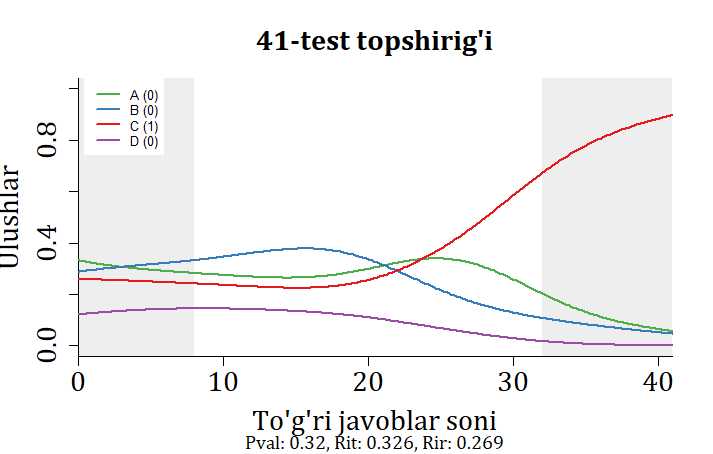 41-test topshirig'i
A (0)
B (0)
C (1)
D (0)
Ulushlar
0.0
0.4
0.8
0
10
20
30
40
To'g'ri javoblar soni
Pval: 0.32, Rit: 0.326, Rir: 0.269